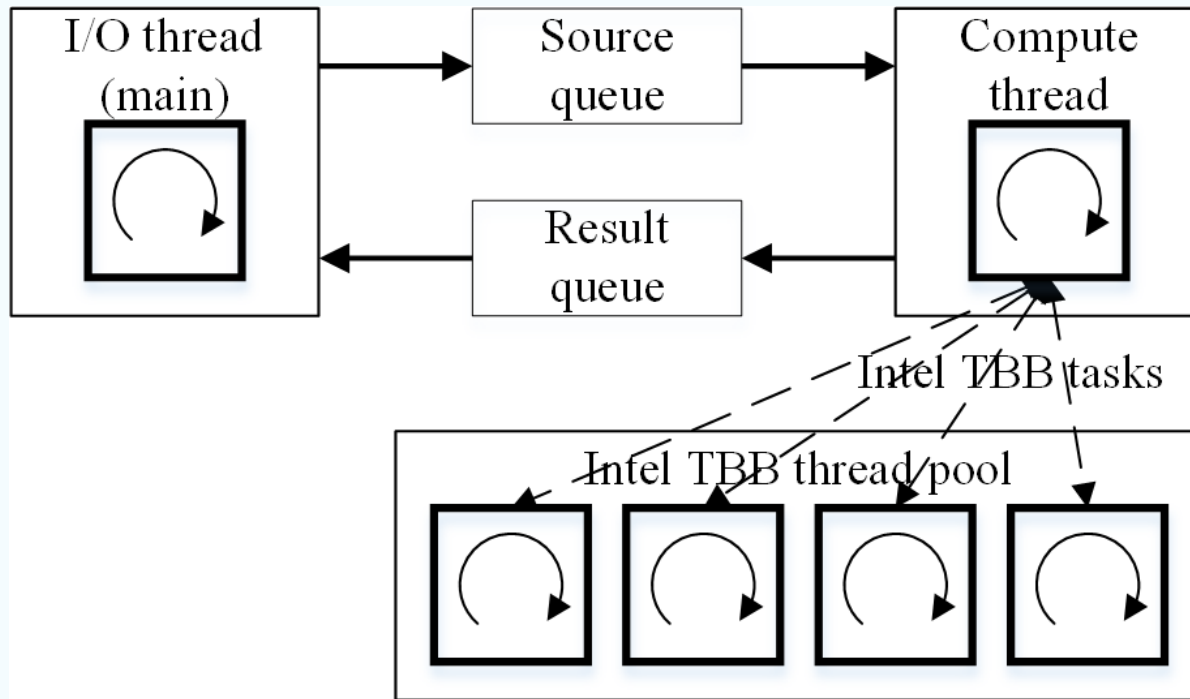 I/O thread
(main)
Source
queue
Compute
thread
Result
queue
Intel TBB tasks
Intel TBB thread pool